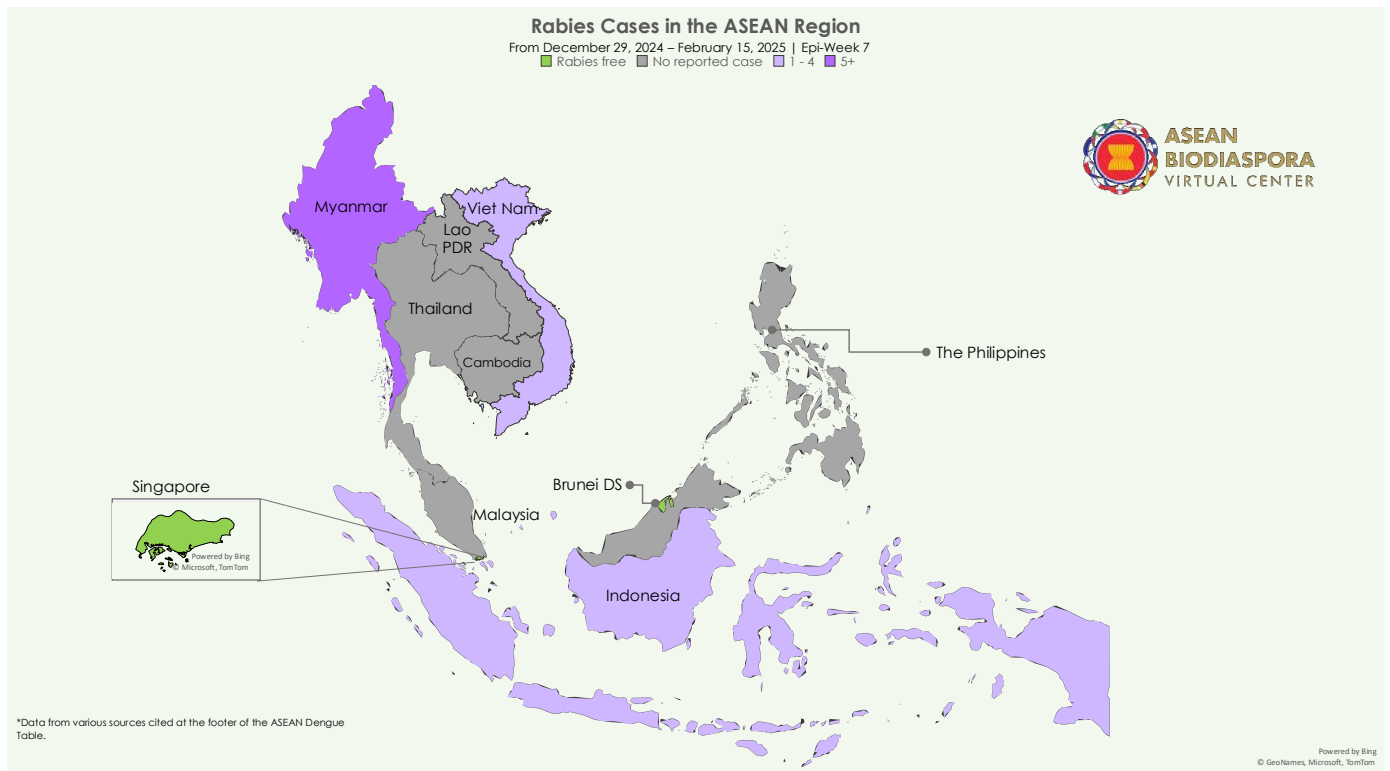 Rabies Cases in the ASEAN Region
From December 29, 2024 – February 15, 2025 | Epi-Week 7
Rabies free No reported case 1 - 4 5+
ASEAN
BIODIASPORA
VIRTUAL CENTER
Myanmar
Viet Nam
Lao
PDR
Thailand
Cambodia
The Philippines
Singapore
Brunei DS
Malaysia
Powered by Bing
© Microsoft, TomTom
Indonesia
*Data from various sources cited at the footer of the ASEAN Dengue
Table.
Powered by Bing
© GeoNames, Microsoft, TomTom